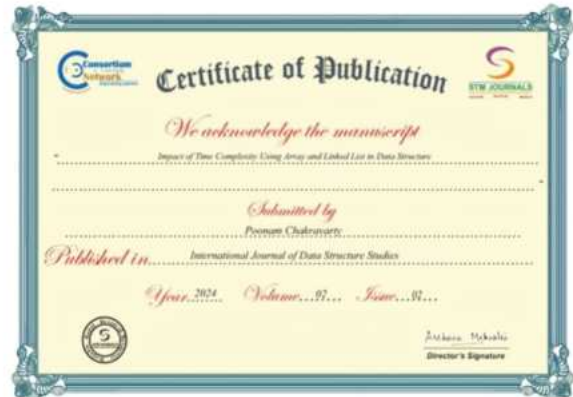 Consortium
Network
Certificate of Publication
STM JOURNALS
We acknowledge the manuscript
"Impact of Time Complexity Using Array and Linked List in Data Structure
"
Submitted by
Poonam Chakravarty
Published in International Journal of Data Structure Studies
Year 2024 Volume 02 Issue 02
Director's Signature